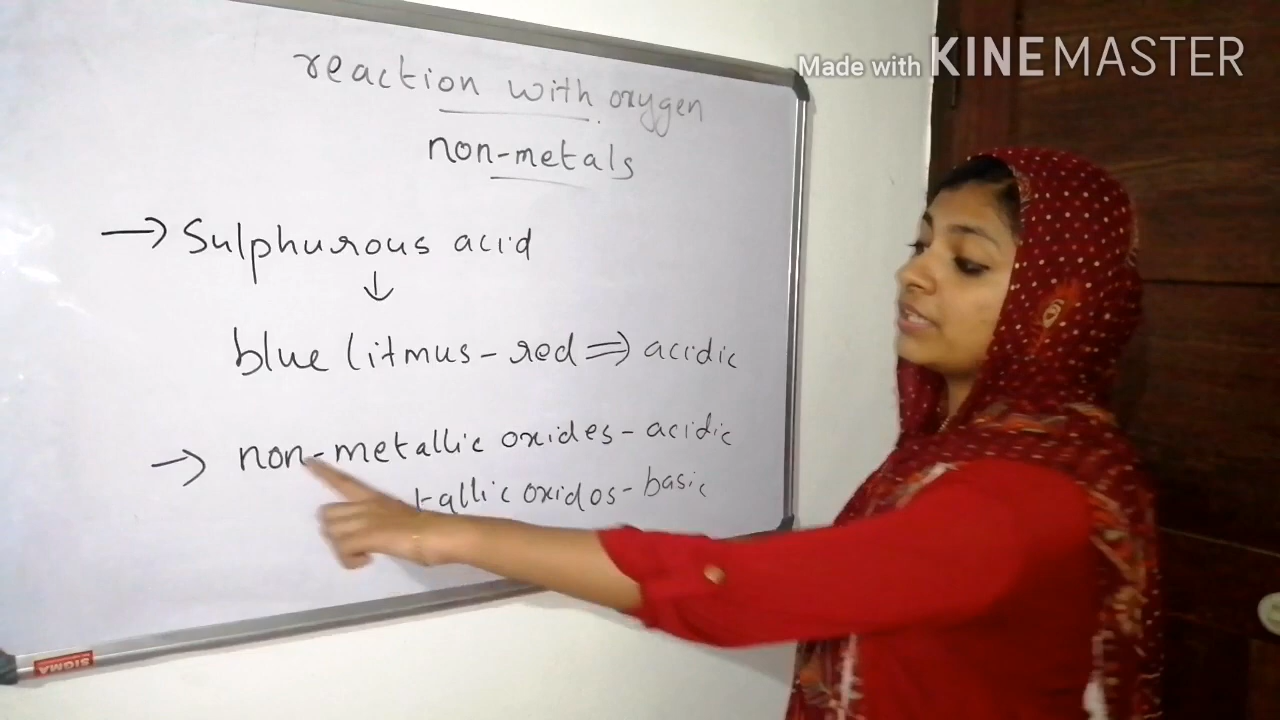 Made with KINEMASTER
reaction with oxygen
non-metals
→ Sulphurous acid
↓
blue litmus - red ⇒ acidic
→ non-metallic oxides - acidic
oxides - basic
SIGMA